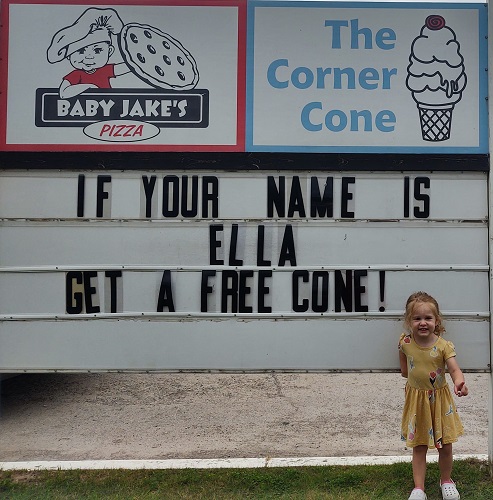 BABY JAKE'S
PIZZA
The
Corner
Cone
IF YOUR NAME IS
ELLA
GET A FREE CONE!